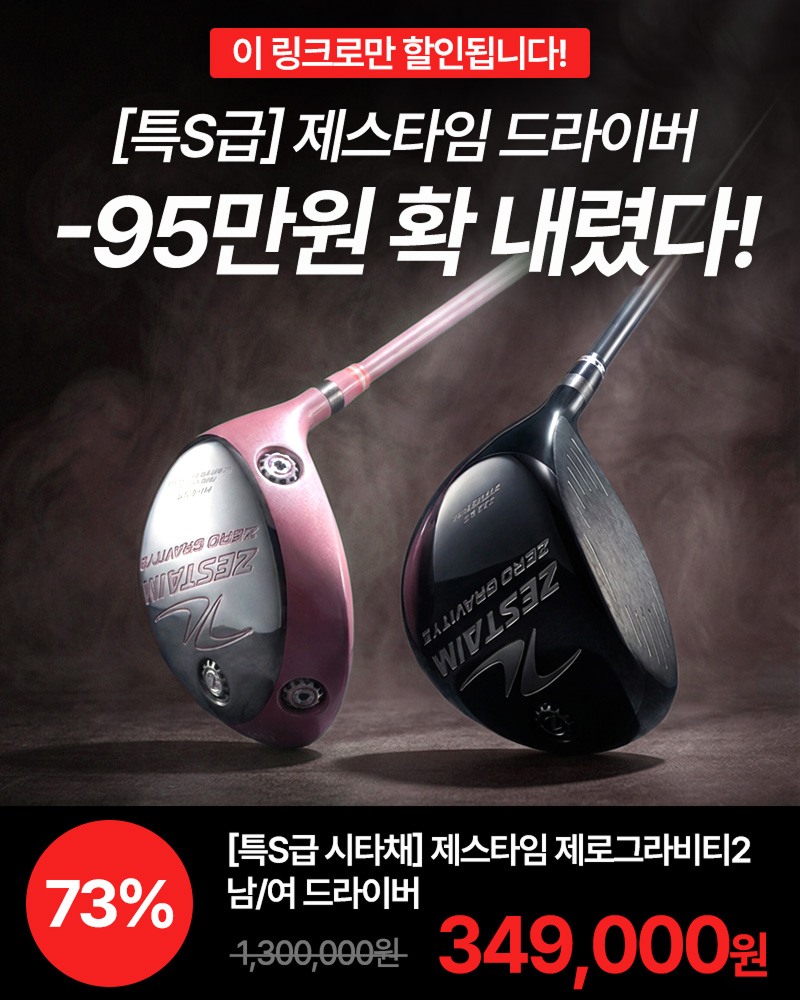 이 링크로만 할인됩니다!
[특S급] 제스타임 드라이버
-95만원 확 내렸다!
ZERO GRAVITY2
ZESTAIM
ZERO GRAVITY2
ZESTAIM
73%
[특S급 시타채] 제스타임 제로그라비티2
남/여 드라이버
1,300,000원
349,000원